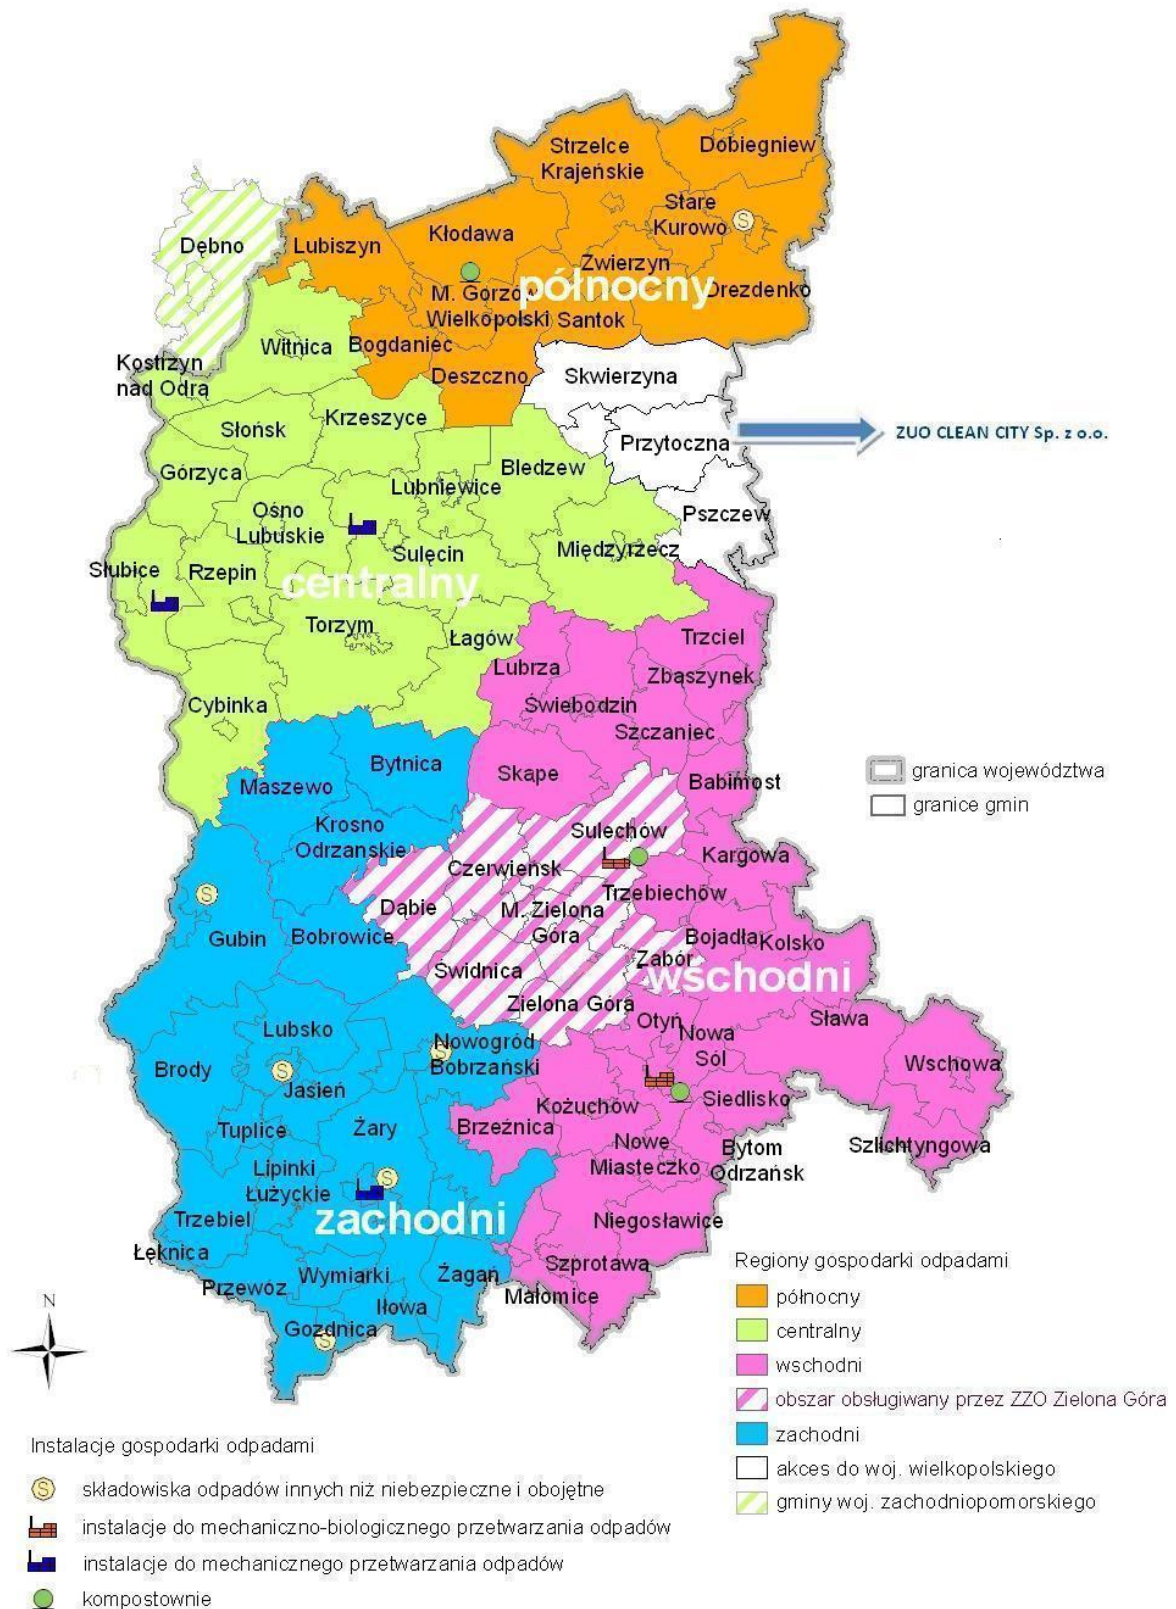 Dobiegniew
Strzelce
Krajeńskie
Stare
Kurowo
Dębno
Lubiszyn
Kłodawa
Zwierzyn
północny
Drezdenko
M. Gorzów
Wielkopolski
Santok
Witnica
Bogdaniec
Kostrzyn
nad Odrą
Deszczno
Skwierzyna
Krzeszyce
Słońsk
Przytoczna
ZUO CLEAN CITY Sp. z o.o.
Górzyca
Bledzew
Lubniewice
Ośno
Lubuskie
Pszczew
Sulęcin
Międzyrzecz
Słubice
Rzepin
centralny
Torzym
Łagów
Trzciel
Lubrza
Zbąszynek
Cybinka
Świebodzin
Szczaniec
Bytnica
Skape
Babimost
granica województwa
Maszewo
granice gmin
Krosno
Odrzanskie
Sulechów
Czerwieńsk
Kargowa
Trzebiechów
Dąbie
M. Zielona
Góra
Gubin
Bobrowice
Bojadła
Kolsko
Zabór
Świdnica
wschodni
Zielona Góra
Otyń
Nowa
Sól
Sława
Lubsko
Nowogród
Bobrzański
Brody
Jasień
Wschowa
Siedlisko
Kożuchów
Brzeźnica
Tuplice
Żary
Nowe
Miasteczko
Bytom
Odrzańsk
Szlichtyngowa
Lipinki
Łużyckie
zachodni
Trzebiel
Niegosławice
Łęknica
Szprotawa
Przewóz
Wymiarki
Żagań
Małomice
Iłowa
Gozdnica
N
Regiony gospodarki odpadami
północny
centralny
wschodni
obszar obsługiwany przez ZZO Zielona Góra
zachodni
akces do woj. wielkopolskiego
gminy woj. zachodniopomorskiego
Instalacje gospodarki odpadami
S składowiska odpadów innych niż niebezpieczne i obojętne
instalacje do mechaniczno-biologicznego przetwarzania odpadów
instalacje do mechanicznego przetwarzania odpadów
kompostownie